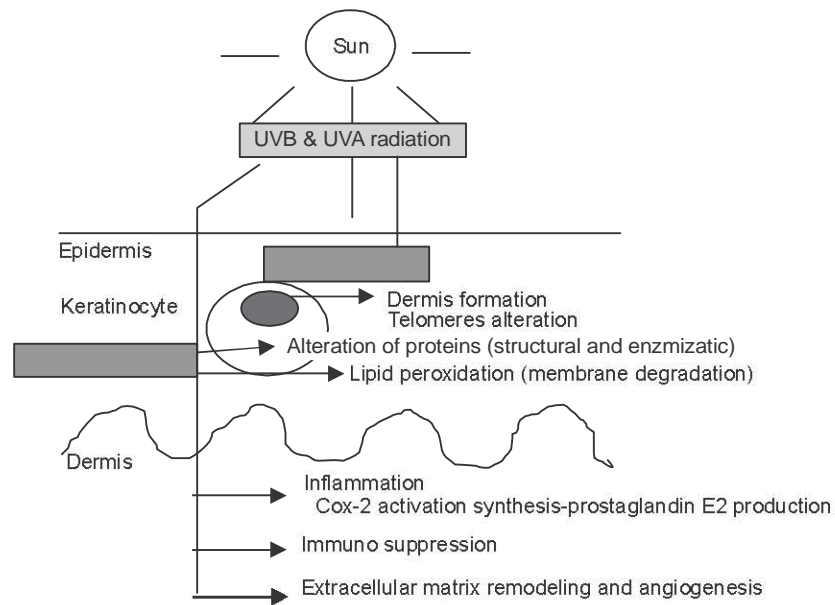 Sun
UVB & UVA radiation
Epidermis
Keratinocyte
Dermis formation
Telomeres alteration
Alteration of proteins (structural and enzmizatic)
Lipid peroxidation (membrane degradation)
Dermis
Inflammation
Cox-2 activation synthesis-prostaglandin E2 production
Immuno suppression
Extracellular matrix remodeling and angiogenesis